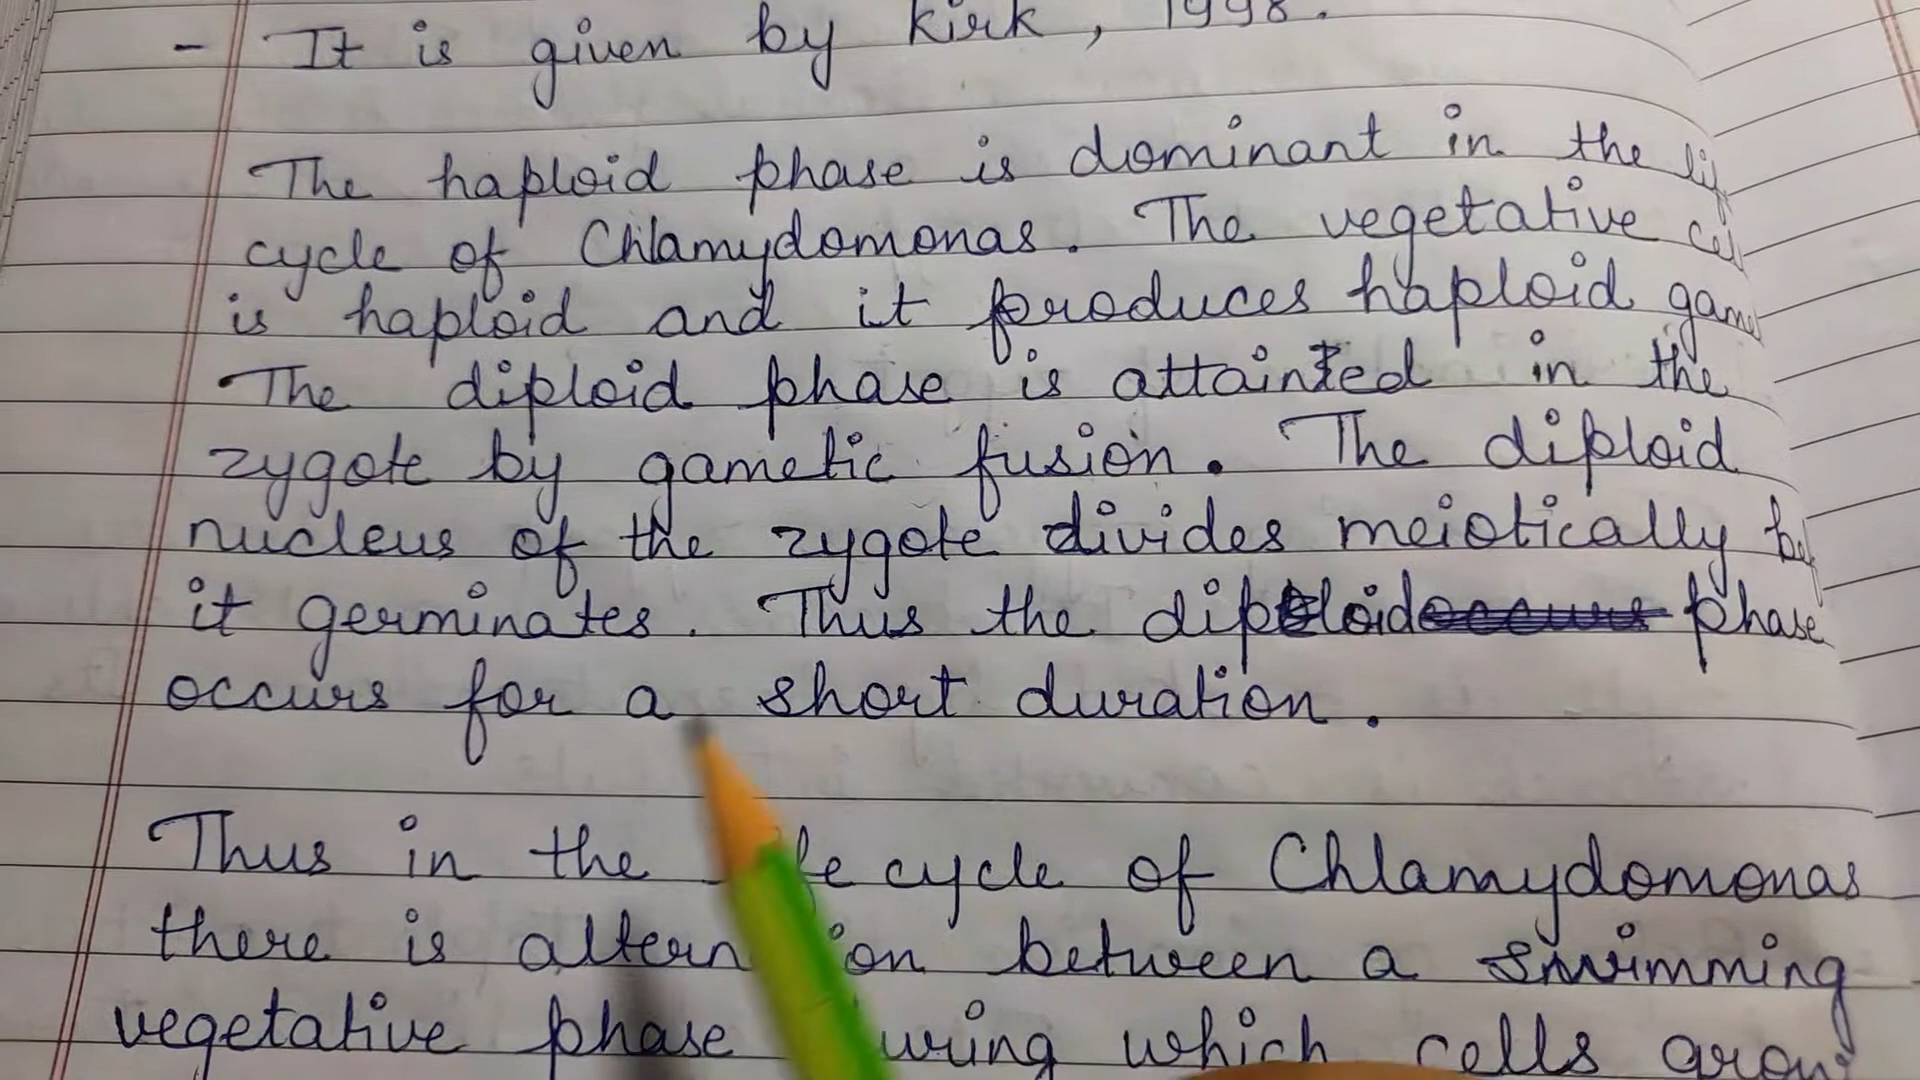 - It is given by Kirk, 1998.
The haploid phase is dominant in the
cycle of Chlamydomonas. The vegetative
is haploid and it produces haploid
The diploid phase is attainted in the
zygote by gametic fusion. The diploid
nucleus of the zygote divides meiotically
it germinates. Thus the diploid phase
occurs for a short duration.
Thus in the cycle of Chlamydomonas
there is between a swimming
vegetative phase which cells